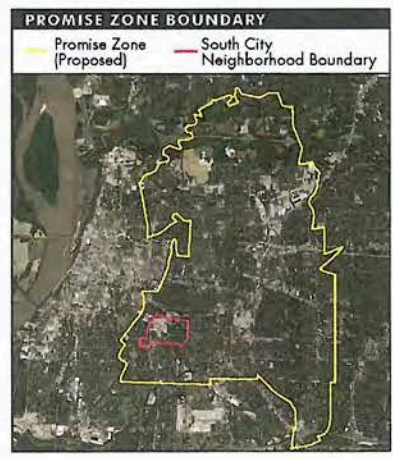 PROMISE ZONE BOUNDARY
Promise Zone
(Proposed)
South City
Neighborhood Boundary